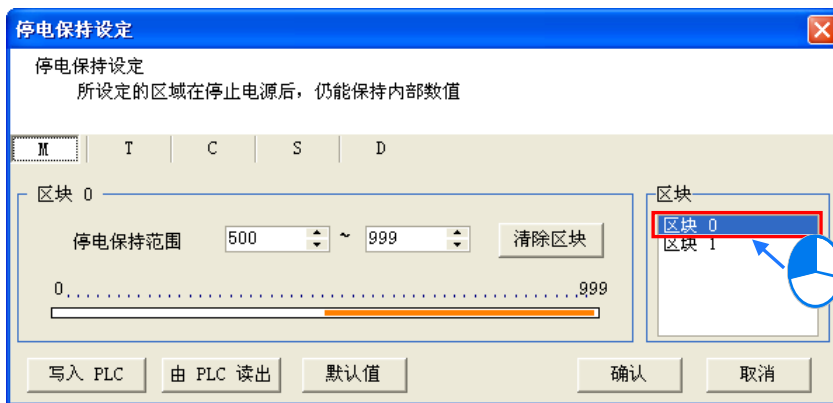 停电保持设定
停电保持设定
所设定的区域在停止电源后，仍能保持内部数值
M T C S D
区块 0
停电保持范围 500 ~ 999 清除区块
0 999
区块
区块 0
区块 1
写入 PLC 由 PLC 读出 默认值 确认 取消